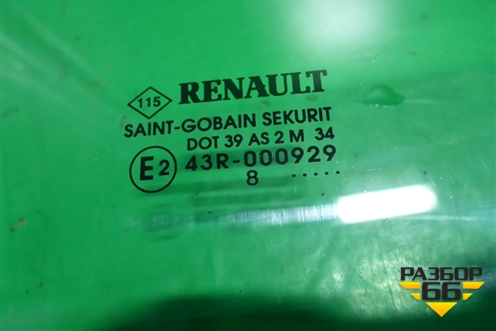 115 RENAULT
SAINT-GOBAIN SEKURIT
DOT 39 AS 2 M 34
E2 43R-000929
8 .....
РАЗБОР
66